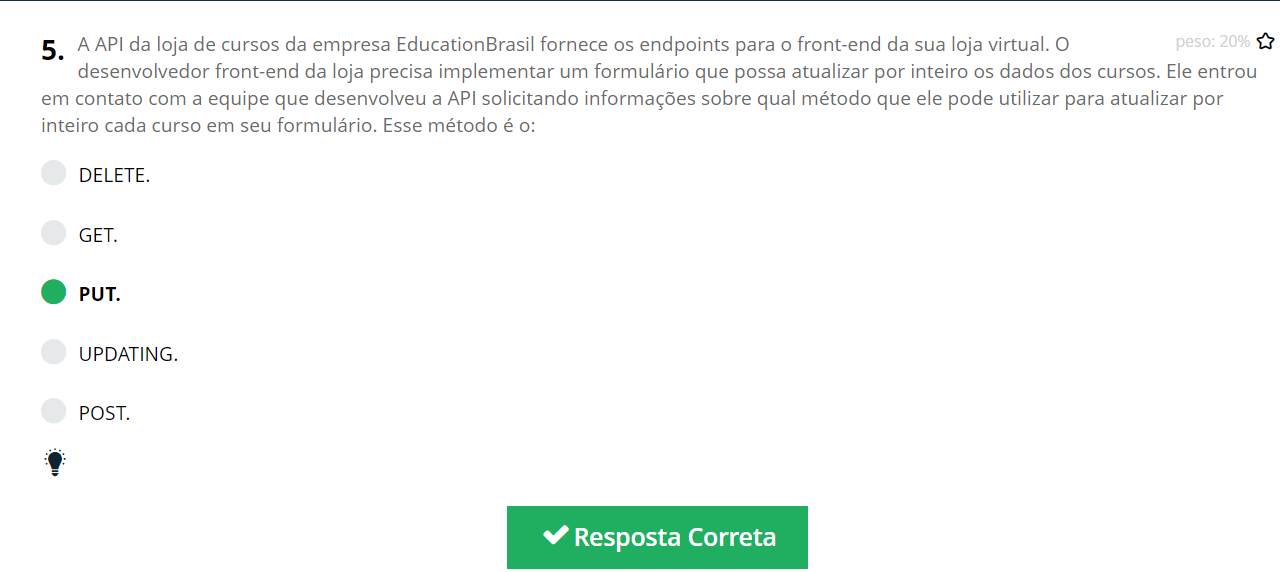 5. A API da loja de cursos da empresa EducationBrasil fornece os endpoints para o front-end da sua loja virtual. O peso: 20%
desenvolvedor front-end da loja precisa implementar um formulário que possa atualizar por inteiro os dados dos cursos. Ele entrou
em contato com a equipe que desenvolveu a API solicitando informações sobre qual método que ele pode utilizar para atualizar por
inteiro cada curso em seu formulário. Esse método é o:
DELETE.
GET.
PUT.
UPDATING.
POST.
Resposta Correta